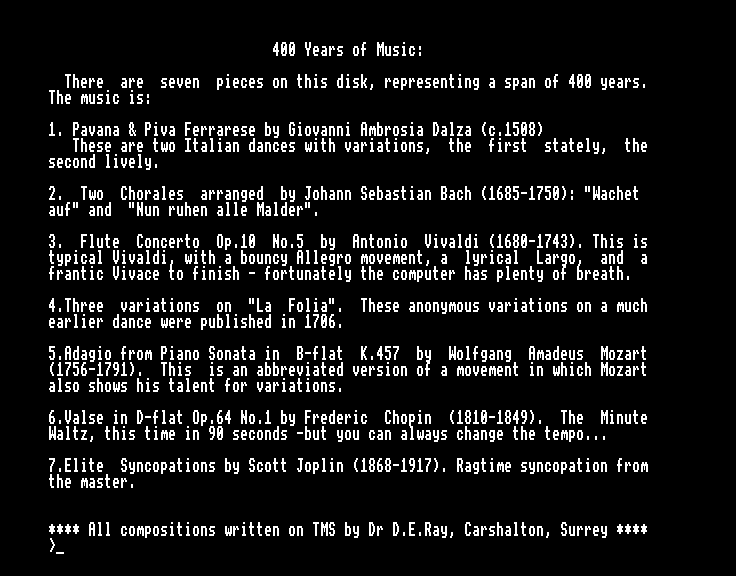 400 Years of Music:
There  are  seven  pieces on this disk, representing a span of 400 years.
The music is:
1. Pavana & Piva Ferrarese by Giovanni Ambrosia Dalza (c.1508)
These are two Italian dances with variations,  the  first  stately,  the
second lively.
2.  Two  Chorales  arranged  by Johann Sebastian Bach (1685-1750): "Wachet
auf" and  "Nun ruhen alle Malder".
3.  Flute  Concerto  Op.10  No.5  by  Antonio  Vivaldi (1680-1743). This is
typical Vivaldi, with a bouncy Allegro movement, a  lyrical  Largo,  and  a
frantic Vivace to finish - fortunately the computer has plenty of breath.
4.Three  variations  on  "La  Folia".  These anonymous variations on a much
earlier dance were published in 1706.
5.Adagio from Piano Sonata in  B-flat  K.457  by  Wolfgang  Amadeus  Mozart
(1756-1791).  This  is an abbreviated version of a movement in which Mozart
also shows his talent for variations.
6.Valse in D-flat Op.64 No.1 by Frederic  Chopin  (1810-1849).  The  Minute
Waltz, this time in 90 seconds -but you can always change the tempo...
7.Elite  Syncopations by Scott Joplin (1868-1917). Ragtime syncopation from
the master.
**** All compositions written on TMS by Dr D.E.Ray, Carshalton, Surrey ****
>_